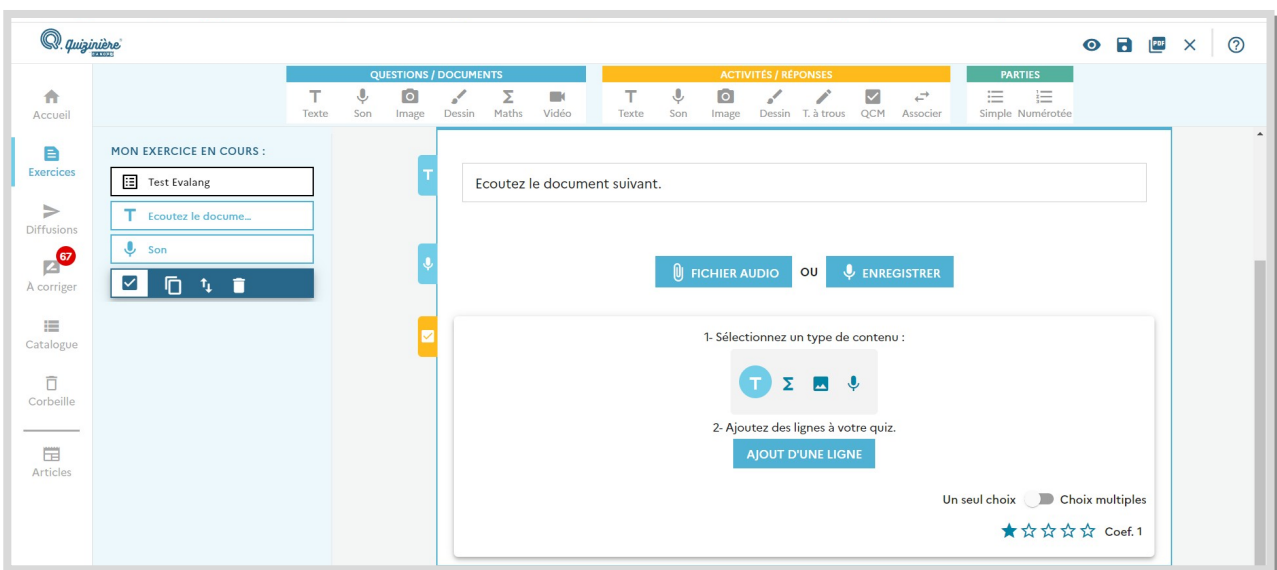 Quizinière
CANOPÉ
QUESTIONS / DOCUMENTS
ACTIVITÉS / RÉPONSES
PARTIES
Texte Son Image Dessin Maths Vidéo
Texte Son Image Dessin T. à trous QCM Associer
Simple Numérotée
Accueil
Exercices
Diffusions
67
À corriger
Catalogue
Corbeille
Articles
MON EXERCICE EN COURS :
Test Evalang
T Ecoutez le docume...
Son
T
Ecoutez le document suivant.
FICHIER AUDIO OU ENREGISTRER
1- Sélectionnez un type de contenu :
T Σ
2- Ajoutez des lignes à votre quiz.
AJOUT D'UNE LIGNE
Un seul choix Choix multiples
Coef. 1
PDF